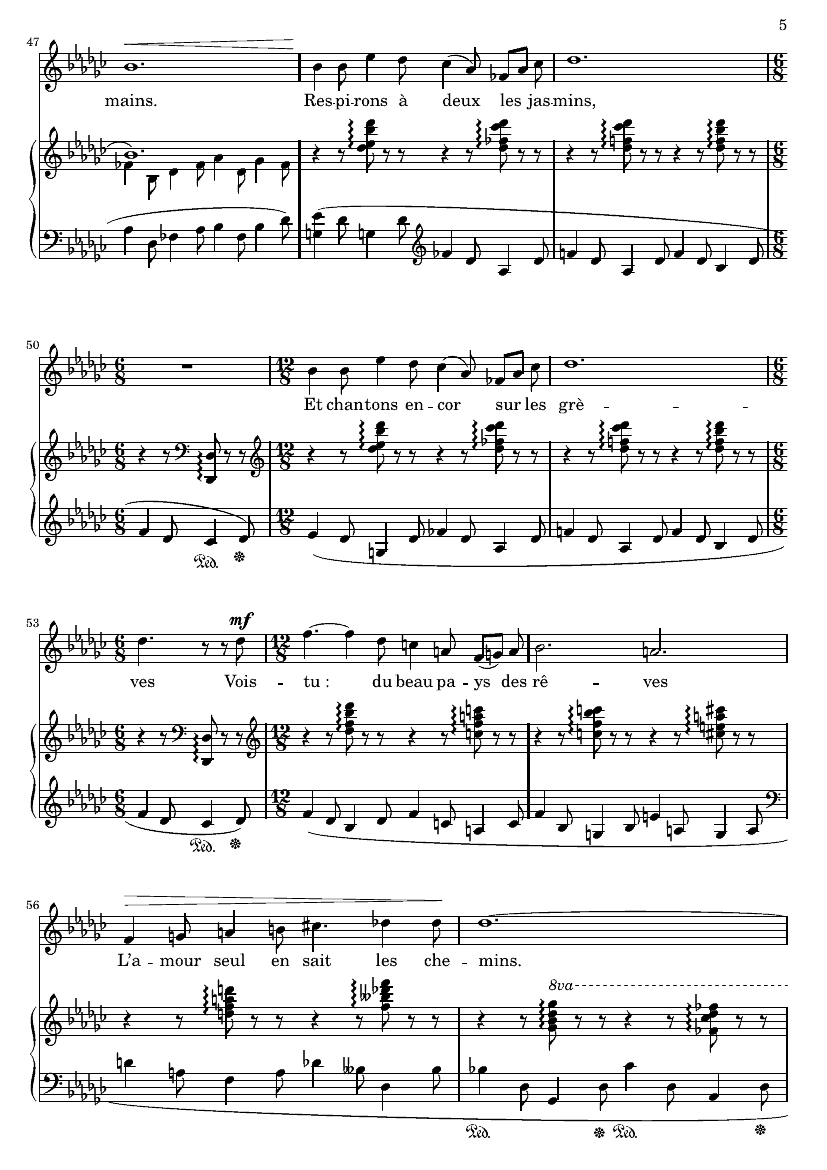 5
47
mains. Res-pi-rons à deux les jas-mins,
50
Et chan-tons en-cor sur les grè-
53
mf
ves Vois-tu : du beau pa-ys des rê-ves
56
L'a-mour seul en sait les che-mins.
8va